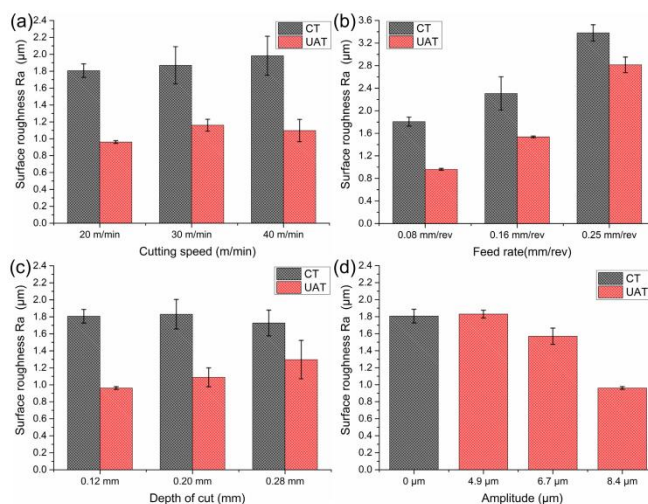 (a)
CT
UAT
Surface roughness Ra (μm)
2.4
2.2
2.0
1.8
1.6
1.4
1.2
1.0
0.8
0.6
0.4
0.2
0.0
20 m/min 30 m/min 40 m/min
Cutting speed (m/min)
(b)
CT
UAT
Surface roughness Ra (μm)
3.6
3.2
2.8
2.4
2.0
1.6
1.2
0.8
0.4
0.0
0.08 mm/rev 0.16 mm/rev 0.25 mm/rev
Feed rate(mm/rev)
(c)
CT
UAT
Surface roughness Ra (μm)
2.4
2.2
2.0
1.8
1.6
1.4
1.2
1.0
0.8
0.6
0.4
0.2
0.0
0.12 mm 0.20 mm 0.28 mm
Depth of cut (mm)
(d)
CT
UAT
Surface roughness Ra (μm)
2.4
2.2
2.0
1.8
1.6
1.4
1.2
1.0
0.8
0.6
0.4
0.2
0.0
0 μm 4.9 μm 6.7 μm 8.4 μm
Amplitude (μm)